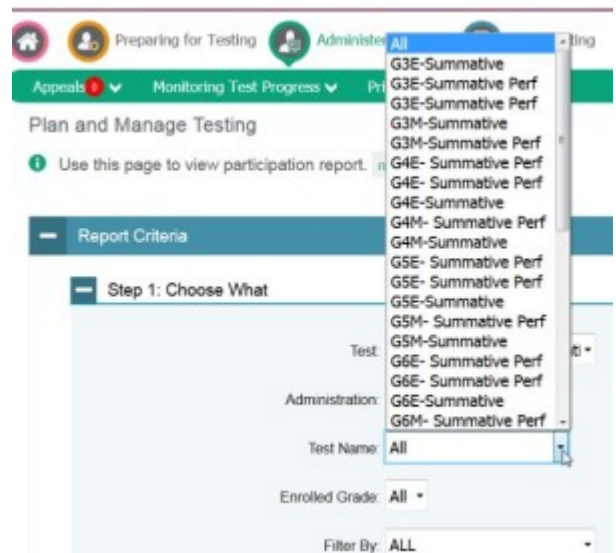 Preparing for Testing
Administe
ting
Appeals
Monitoring Test Progress
Pri
Plan and Manage Testing
Use this page to view participation report.
Report Criteria
Step 1: Choose What
Test:
Administration:
Test Name: All
Enrolled Grade: All
Filter By: ALL
All
G3E-Summative
G3E-Summative Perf
G3E-Summative Perf
G3M-Summative
G3M-Summative Perf
G4E- Summative Perf
G4E- Summative Perf
G4E-Summative
G4M- Summative Perf
G4M-Summative
G5E- Summative Perf
G5E- Summative Perf
G5E-Summative
G5M- Summative Perf
G5M-Summative
G6E- Summative Perf
G6E- Summative Perf
G6E-Summative
G6M- Summative Perf